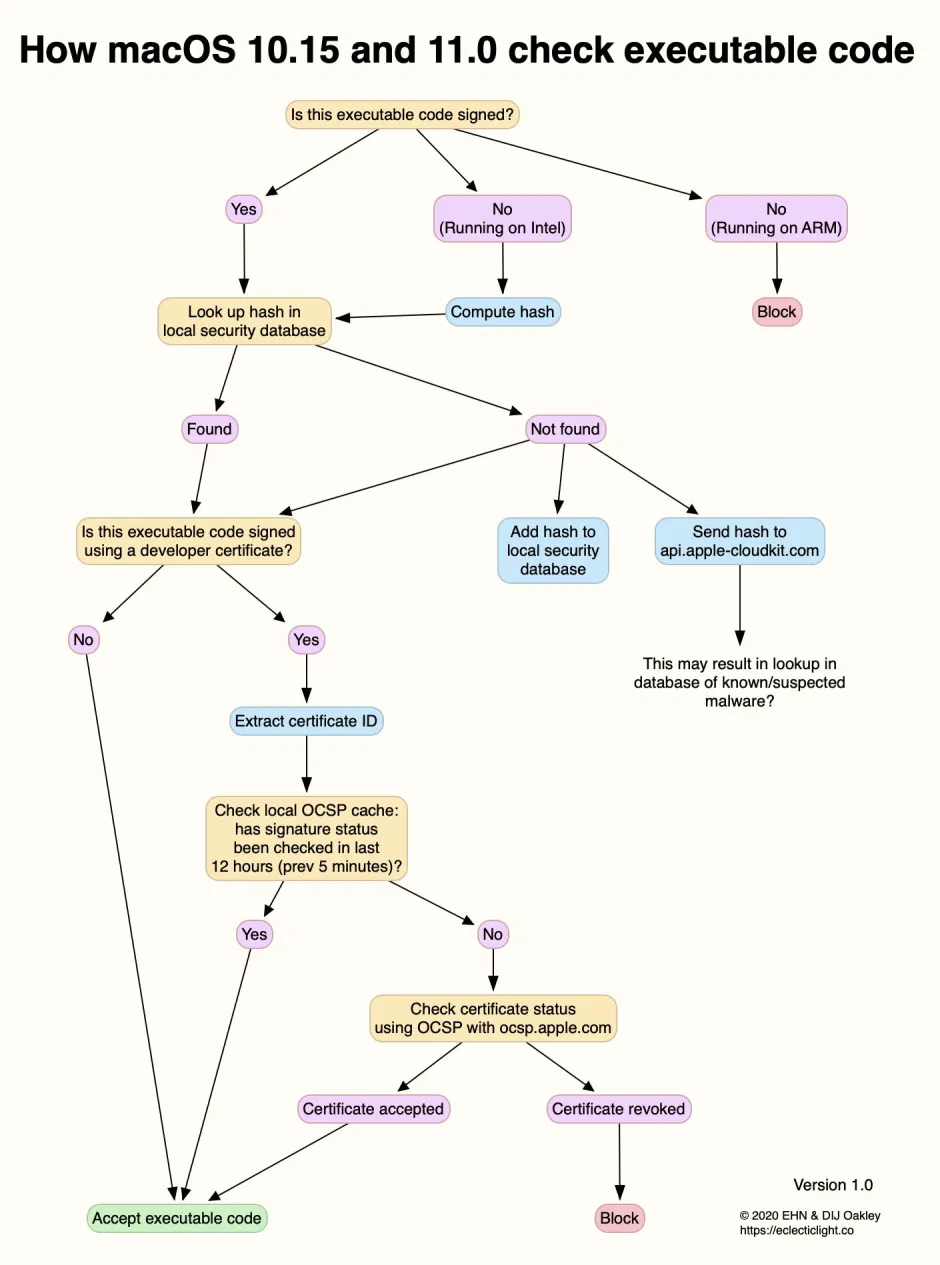 How macOS 10.15 and 11.0 check executable code
Is this executable code signed?
Yes
No
(Running on Intel)
No
(Running on ARM)
Look up hash in
local security database
Compute hash
Block
Found
Not found
Is this executable code signed
using a developer certificate?
Add hash to
local security
database
Send hash to
api.apple-cloudkit.com
No
Yes
This may result in lookup in
database of known/suspected
malware?
Extract certificate ID
Check local OCSP cache:
has signature status
been checked in last
12 hours (prev 5 minutes)?
Yes
No
Check certificate status
using OCSP with ocsp.apple.com
Certificate accepted
Certificate revoked
Version 1.0
Accept executable code
Block
© 2020 EHN & DIJ Oakley
https://eclecticlight.co